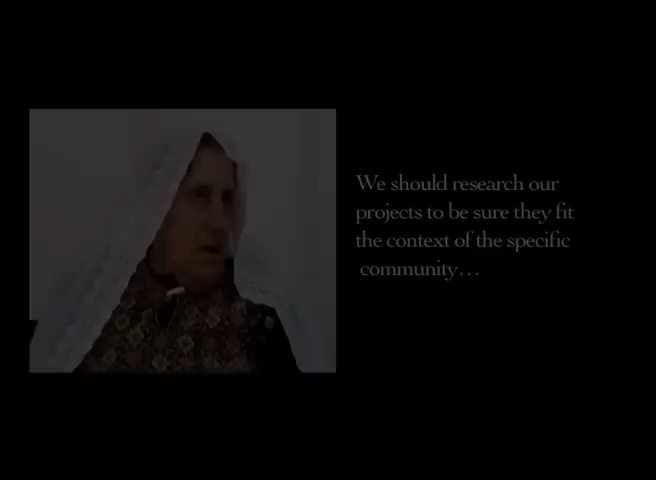 We should research our
projects to be sure they fit
the context of the specific
community…